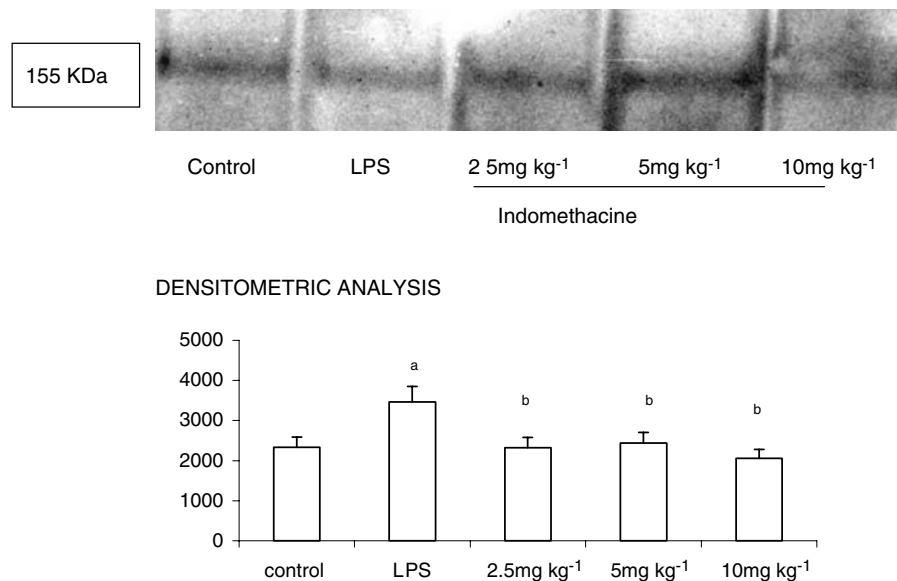 155 KDa
Control LPS 2 5mg kg-1 5mg kg-1 10mg kg-1
Indomethacine
DENSITOMETRIC ANALYSIS
5000
a
4000
b b b
3000
2000
1000
0
control LPS 2.5mg kg-1 5mg kg-1 10mg kg-1